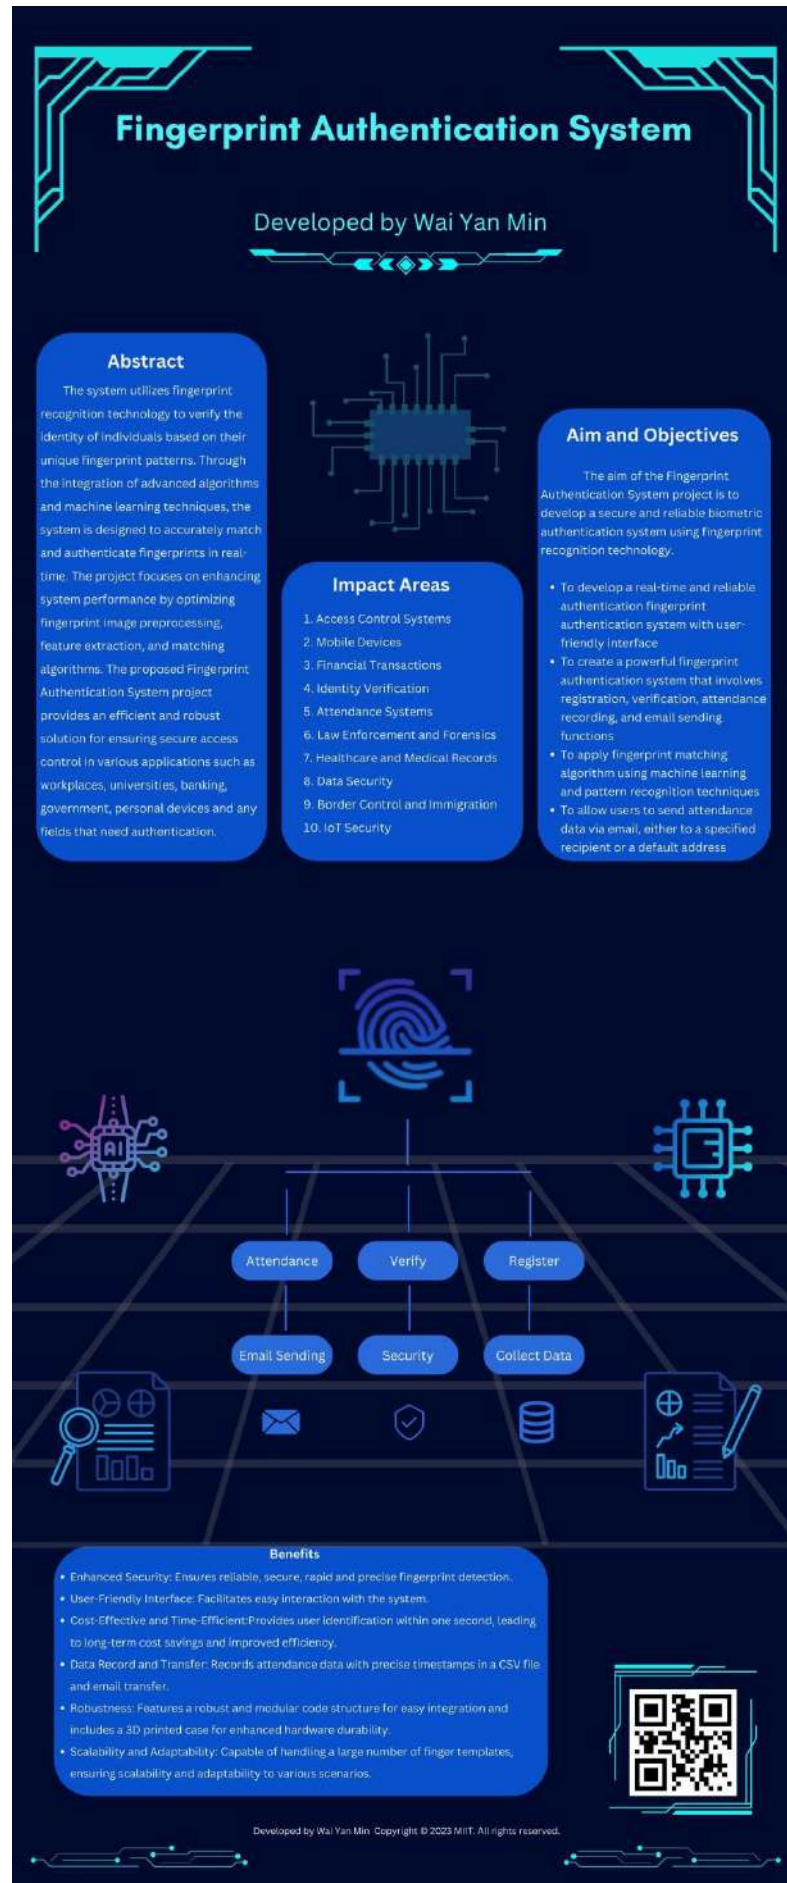 Fingerprint Authentication System
Developed by Wai Yan Min
Abstract
The system utilizes fingerprint
recognition technology to verify the
identity of individuals based on their
unique fingerprint patterns. Through
the integration of advanced algorithms
and machine learning techniques, the
system is designed to accurately match
and authenticate fingerprints in real-
time. The project focuses on enhancing
system performance by optimizing
fingerprint image preprocessing,
feature extraction, and matching
algorithms. The proposed Fingerprint
Authentication System project
provides an efficient and robust
solution for ensuring secure access
control in various applications such as
workplaces, universities, banking,
government, personal devices and any
fields that need authentication.
Impact Areas
1. Access Control Systems
2. Mobile Devices
3. Financial Transactions
4. Identity Verification
5. Attendance Systems
6. Law Enforcement and Forensics
7. Healthcare and Medical Records
8. Data Security
9. Border Control and Immigration
10. IoT Security
Aim and Objectives
The aim of the Fingerprint
Authentication System project is to
develop a secure and reliable biometric
authentication system using fingerprint
recognition technology.
• To develop a real-time and reliable
authentication fingerprint
authentication system with user-
friendly interface
• To create a powerful fingerprint
authentication system that involves
registration, verification, attendance
recording, and email sending
functions
• To apply fingerprint matching
algorithm using machine learning
and pattern recognition techniques
• To allow users to send attendance
data via email, either to a specified
recipient or a default address
AI
Attendance
Verify
Register
Email Sending
Security
Collect Data
Benefits
• Enhanced Security: Ensures reliable, secure, rapid and precise fingerprint detection.
• User-Friendly Interface: Facilitates easy interaction with the system.
• Cost-Effective and Time-Efficient:Provides user identification within one second, leading
to long-term cost savings and improved efficiency.
• Data Record and Transfer: Records attendance data with precise timestamps in a CSV file
and email transfer.
• Robustness: Features a robust and modular code structure for easy integration and
includes a 3D printed case for enhanced hardware durability.
• Scalability and Adaptability: Capable of handling a large number of finger templates,
ensuring scalability and adaptability to various scenarios.
Developed by Wai Yan Min Copyright © 2023 MIIT. All rights reserved.